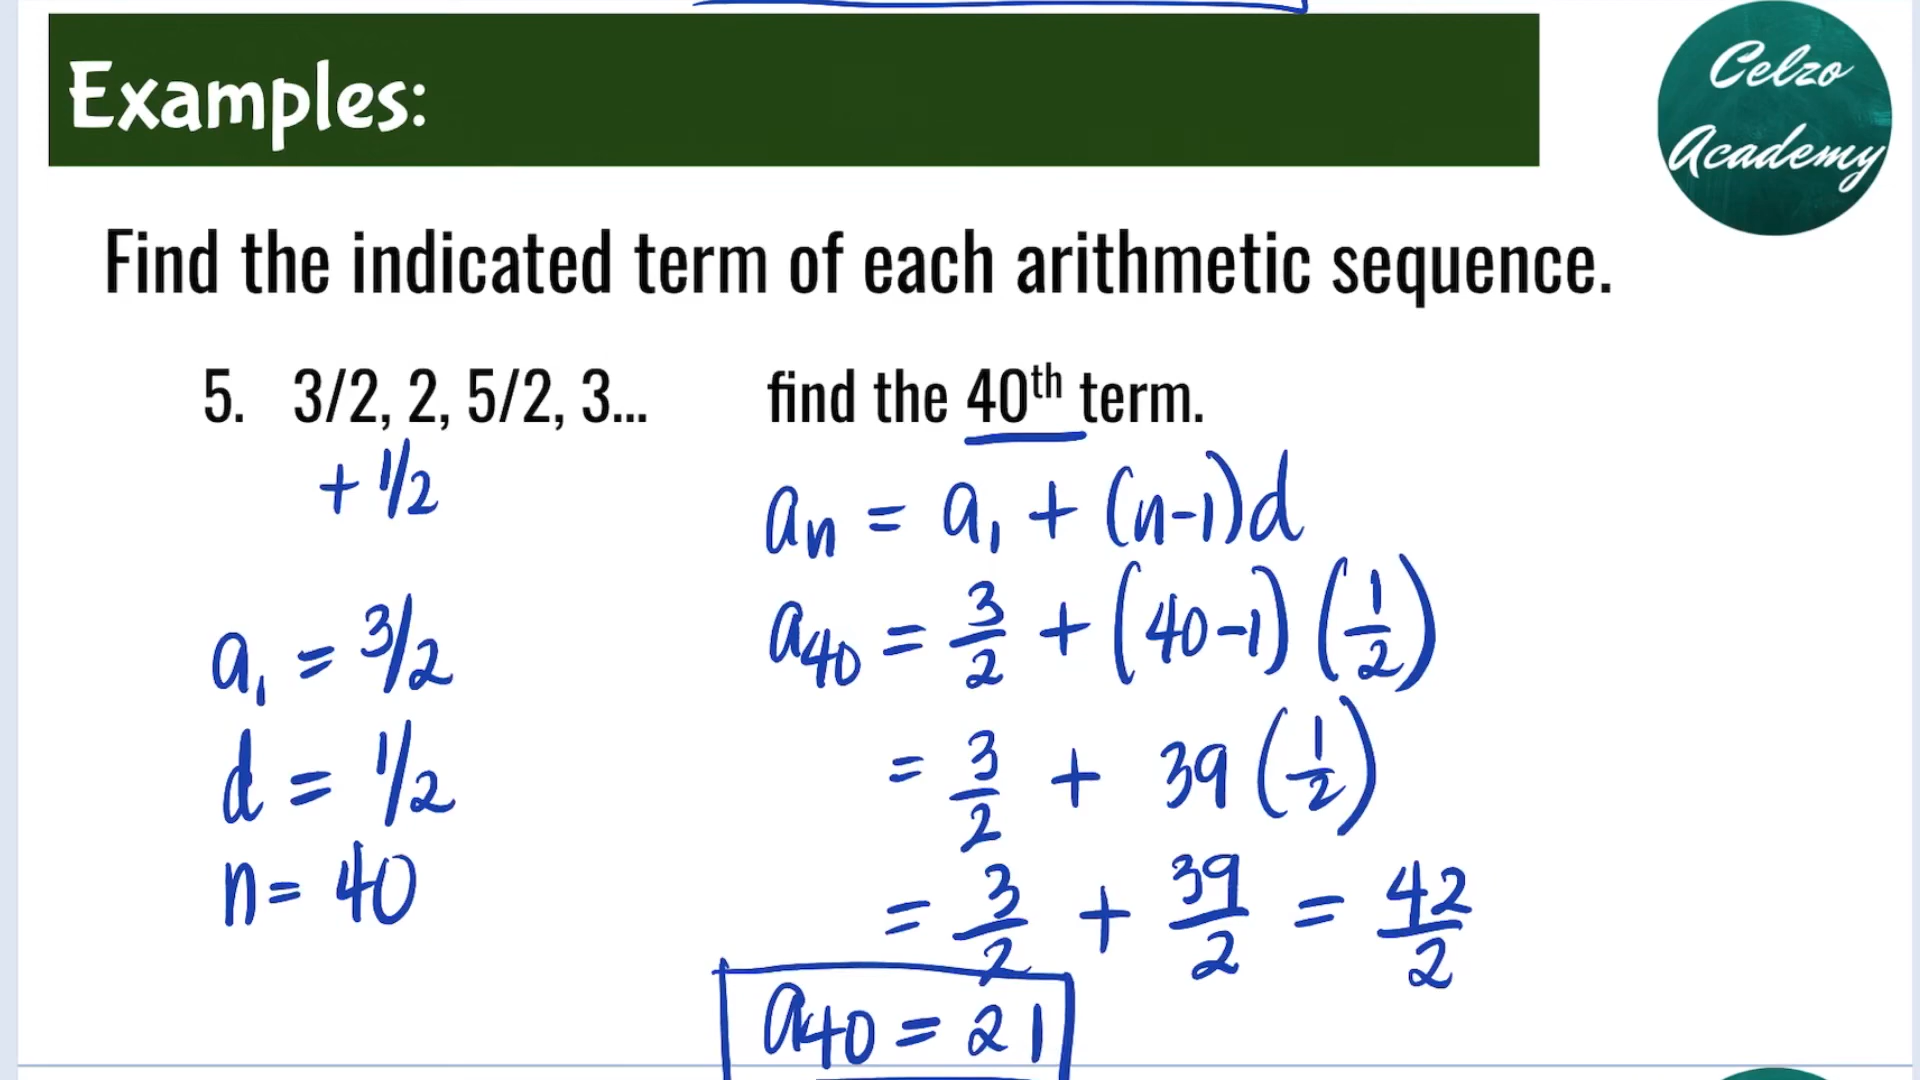 Examples:
Celzo
Academy
Find the indicated term of each arithmetic sequence.
5. 3/2, 2, 5/2, 3... find the 40th term.
+ 1/2
an = a1 + (n-1)d
a1 = 3/2
a40 = 3/2 + (40-1)(1/2)
d = 1/2
= 3/2 + 39(1/2)
n = 40
= 3/2 + 39/2 = 42/2
a40 = 21